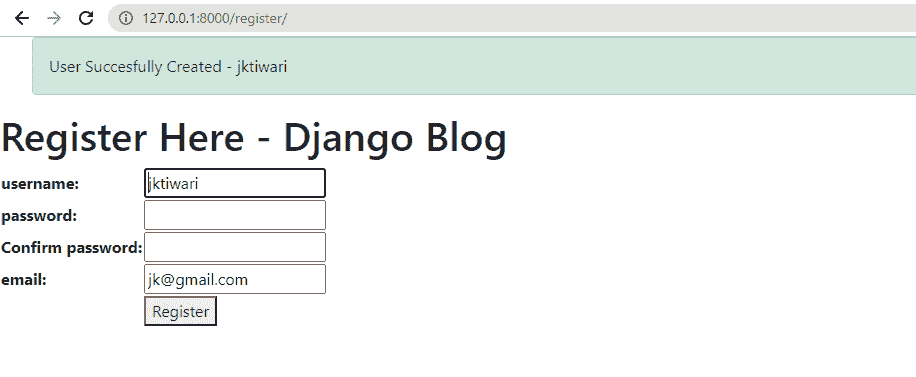 127.0.0.1:8000/register/
User Succesfully Created - jktiwari
Register Here - Django Blog
username: jktiwari
password:
Confirm password:
email: jk@gmail.com
Register